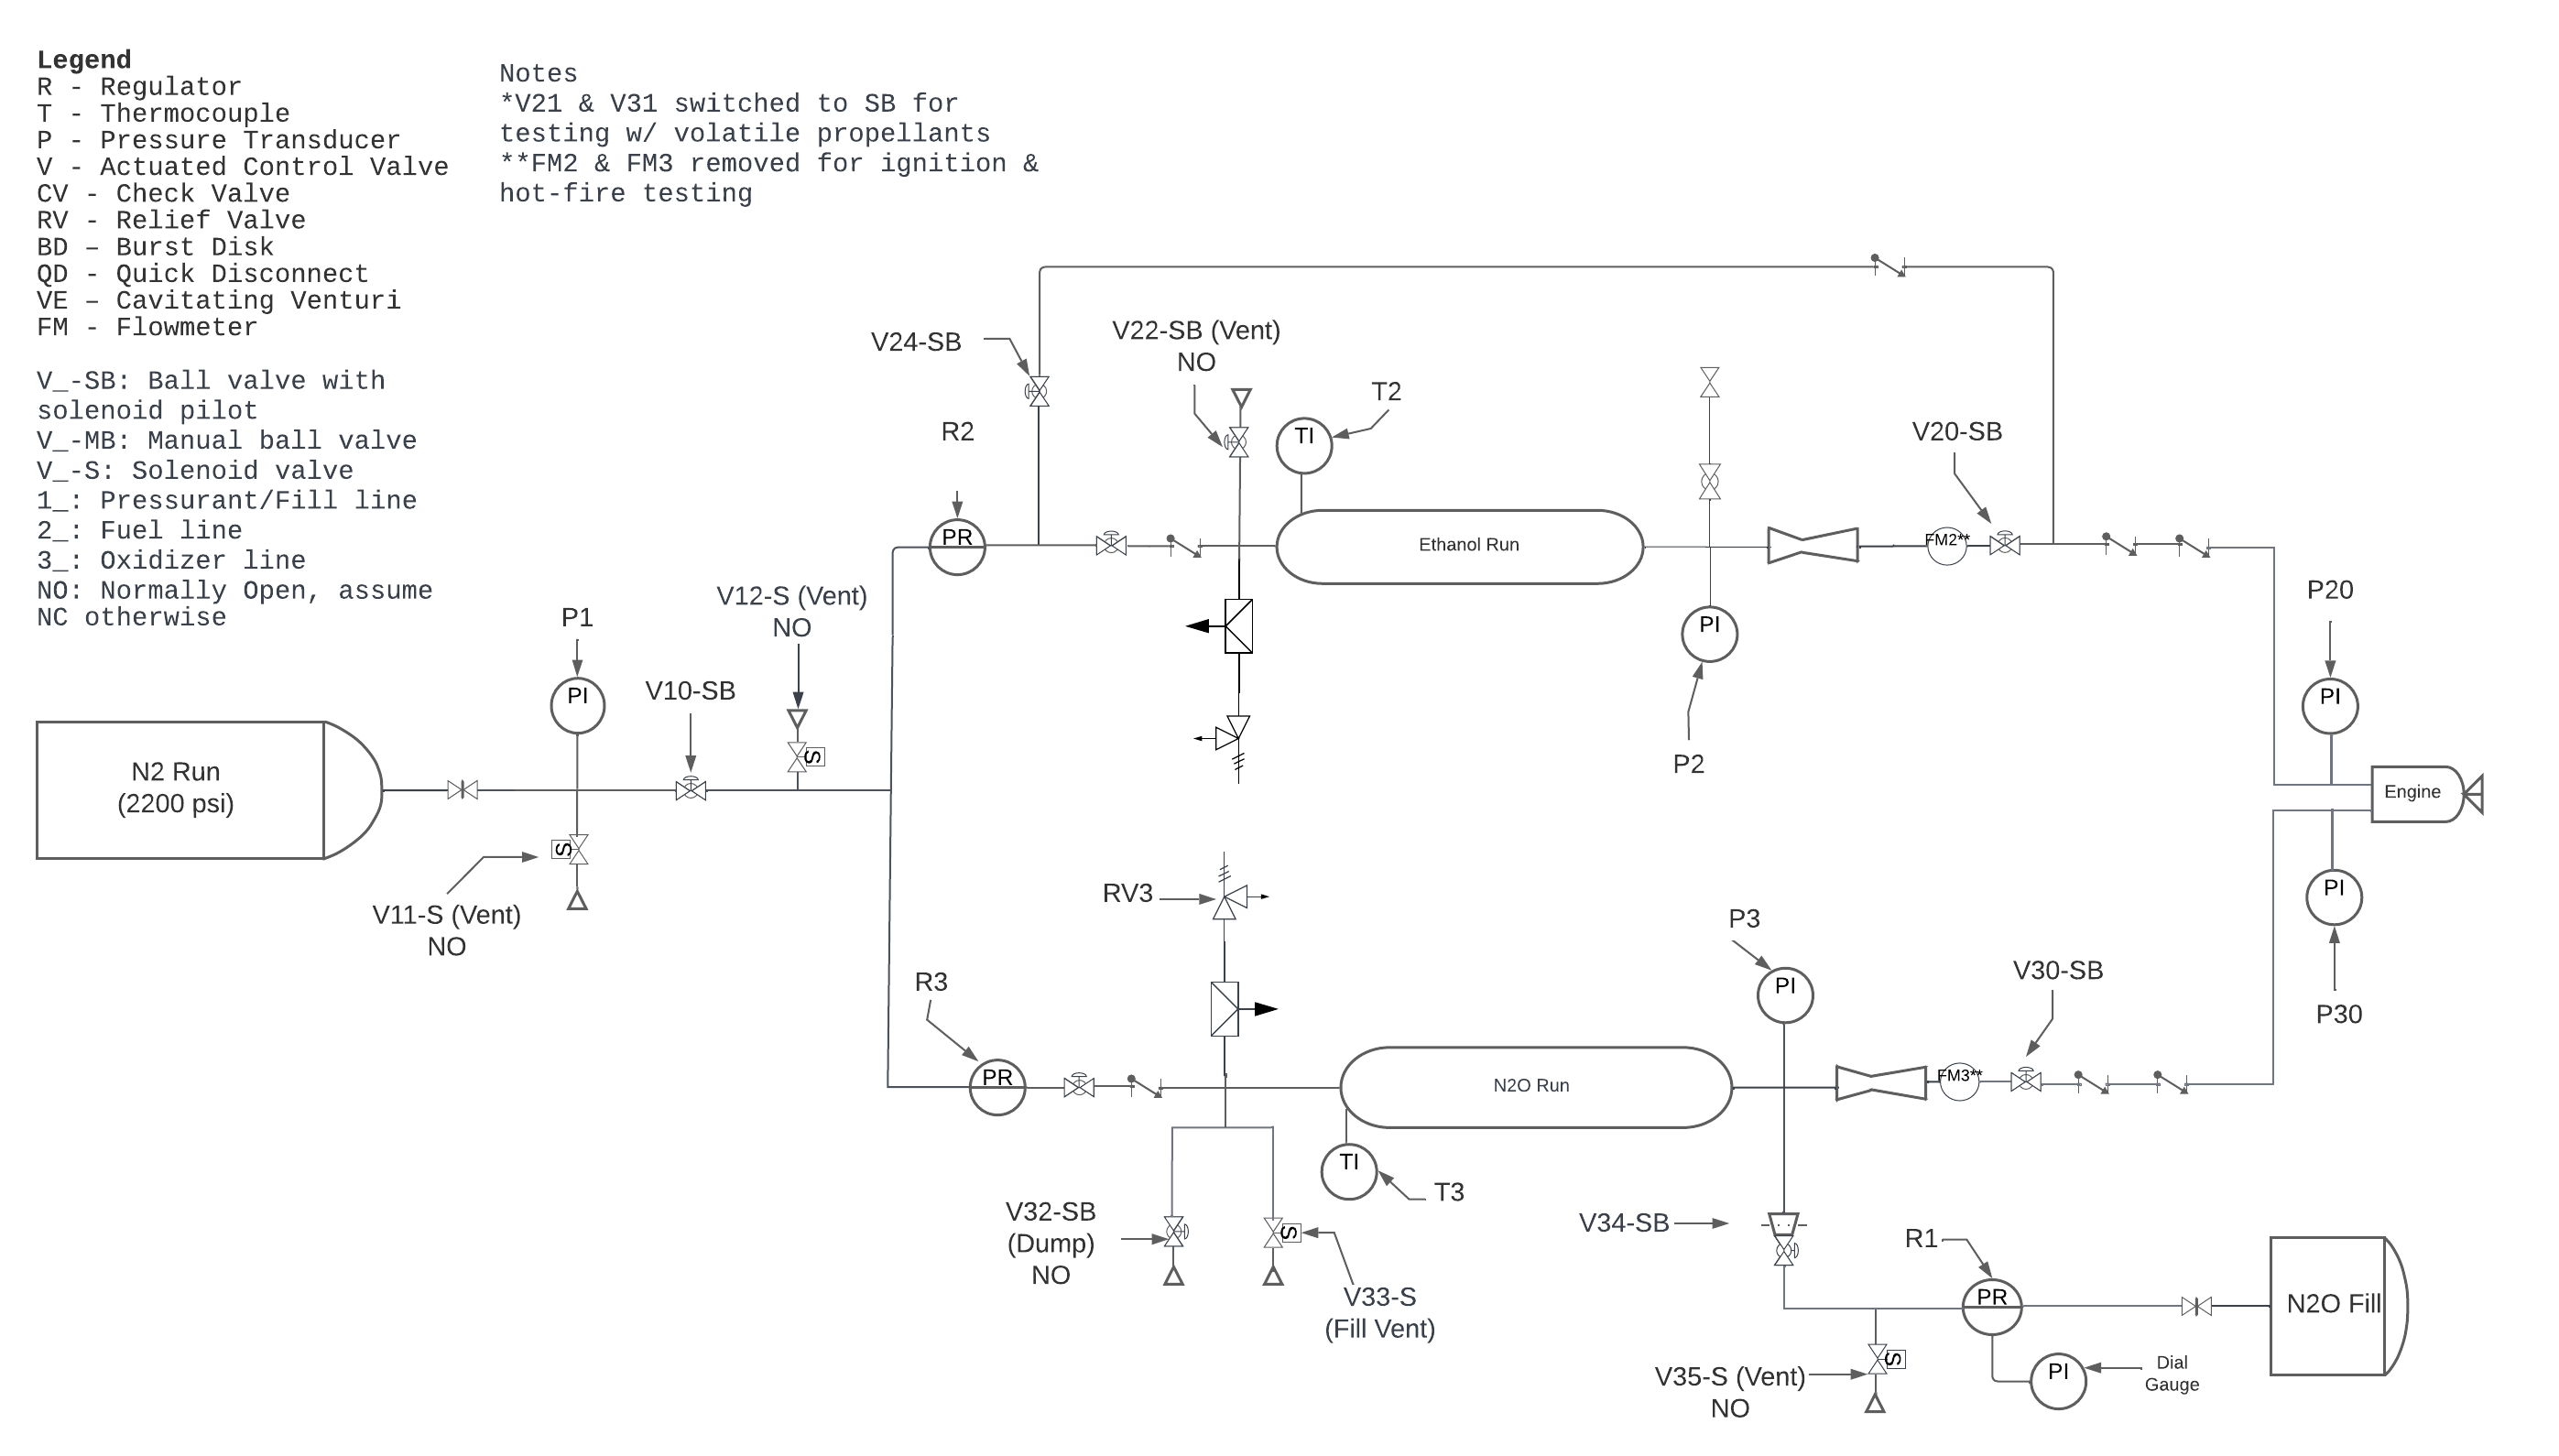 Legend
R - Regulator
T - Thermocouple
P - Pressure Transducer
V - Actuated Control Valve
CV - Check Valve
RV - Relief Valve
BD – Burst Disk
QD - Quick Disconnect
VE – Cavitating Venturi
FM - Flowmeter
V_-SB: Ball valve with
solenoid pilot
V_-MB: Manual ball valve
V_-S: Solenoid valve
1_: Pressurant/Fill line
2_: Fuel line
3_: Oxidizer line
NO: Normally Open, assume
NC otherwise
Notes
*V21 & V31 switched to SB for
testing w/ volatile propellants
**FM2 & FM3 removed for ignition &
hot-fire testing
V24-SB
V22-SB (Vent)
NO
T2
TI
R2
PR
V20-SB
Ethanol Run
FM2**
PI
P2
P20
PI
P1
PI
V12-S (Vent)
NO
S
V10-SB
N2 Run
(2200 psi)
S
V11-S (Vent)
NO
Engine
PI
P30
RV3
P3
PI
R3
PR
V30-SB
N2O Run
FM3**
TI
T3
V32-SB
(Dump)
NO
S
V33-S
(Fill Vent)
V34-SB
R1
PR
N2O Fill
S
V35-S (Vent)
NO
PI
Dial
Gauge